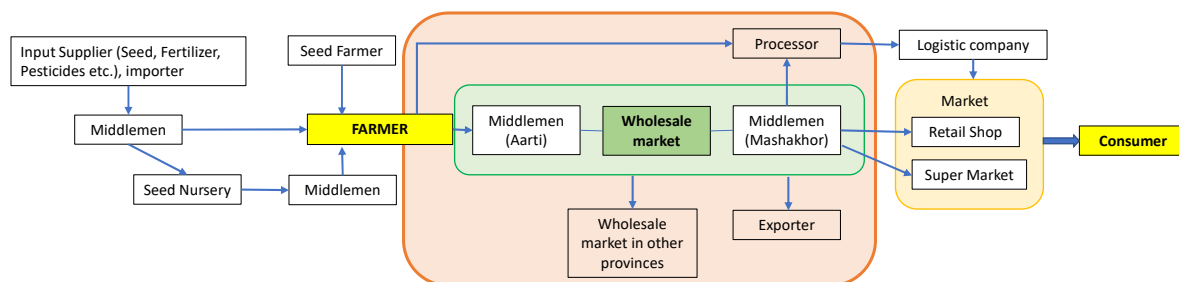 Input Supplier (Seed, Fertilizer,
Pesticides etc.), importer
Seed Farmer
Processor
Logistic company
Market
Middlemen
FARMER
Middlemen
(Aarti)
Wholesale
market
Middlemen
(Mashakhor)
Retail Shop
Consumer
Super Market
Seed Nursery
Middlemen
Wholesale
market in other
provinces
Exporter